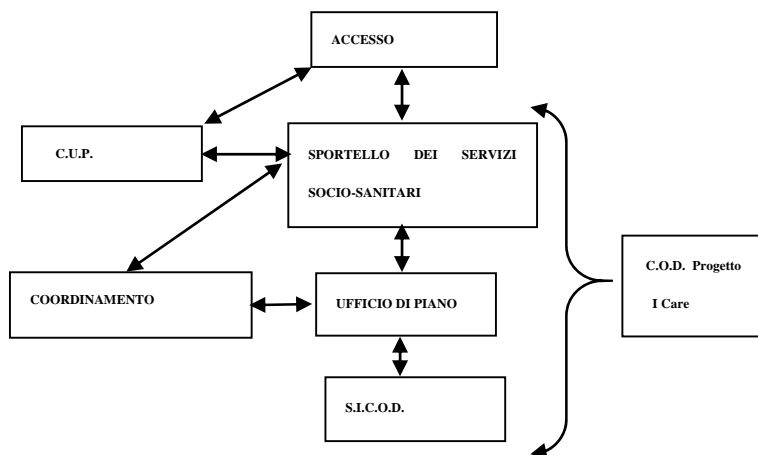 ACCESSO
C.U.P.
SPORTELLO DEI SERVIZI
SOCIO-SANITARI
C.O.D. Progetto
I Care
COORDINAMENTO
UFFICIO DI PIANO
S.I.C.O.D.